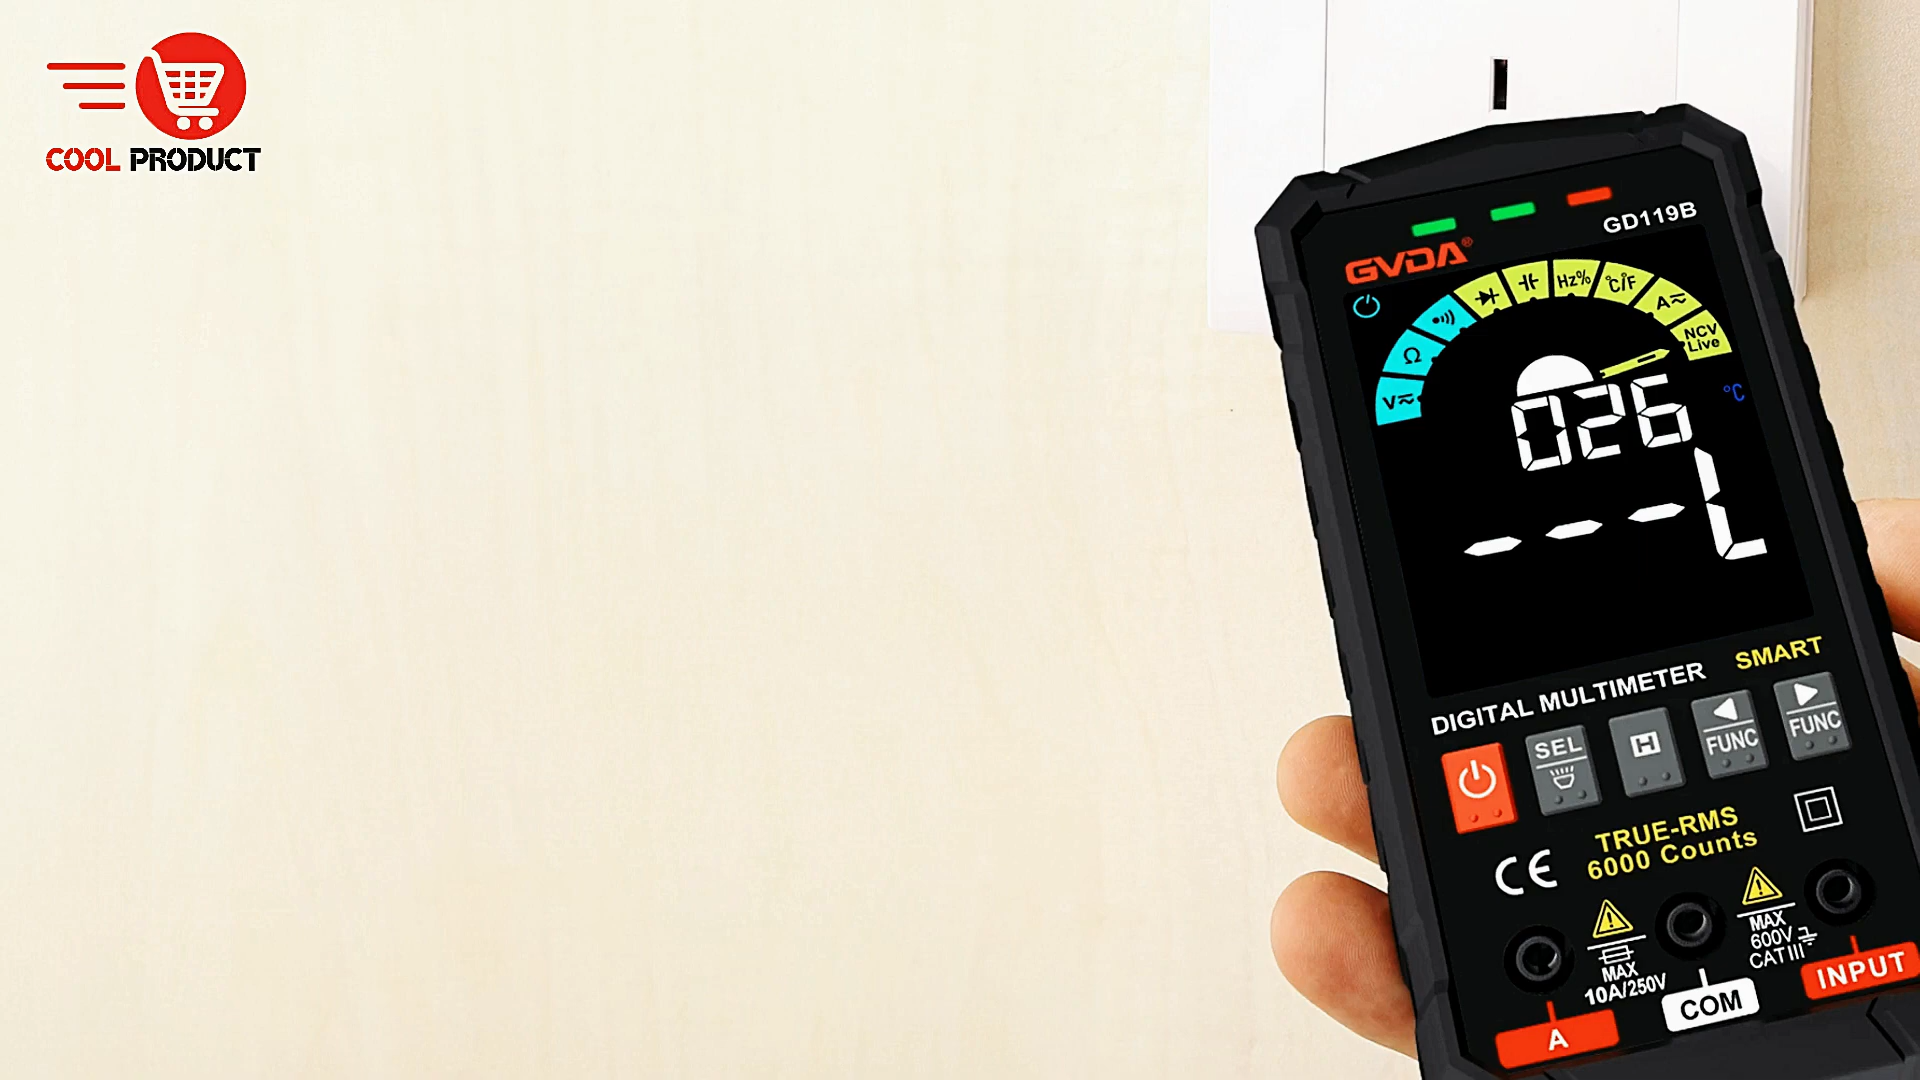 COOL PRODUCT
GD119B
GVDA®
V Ω Hz% °C/F A NCV Live
026 °C
--- L
DIGITAL MULTIMETER SMART
SEL H FUNC FUNC
TRUE-RMS
6000 Counts
CE
MAX
600V
CAT III
MAX
10A/250V
A COM INPUT